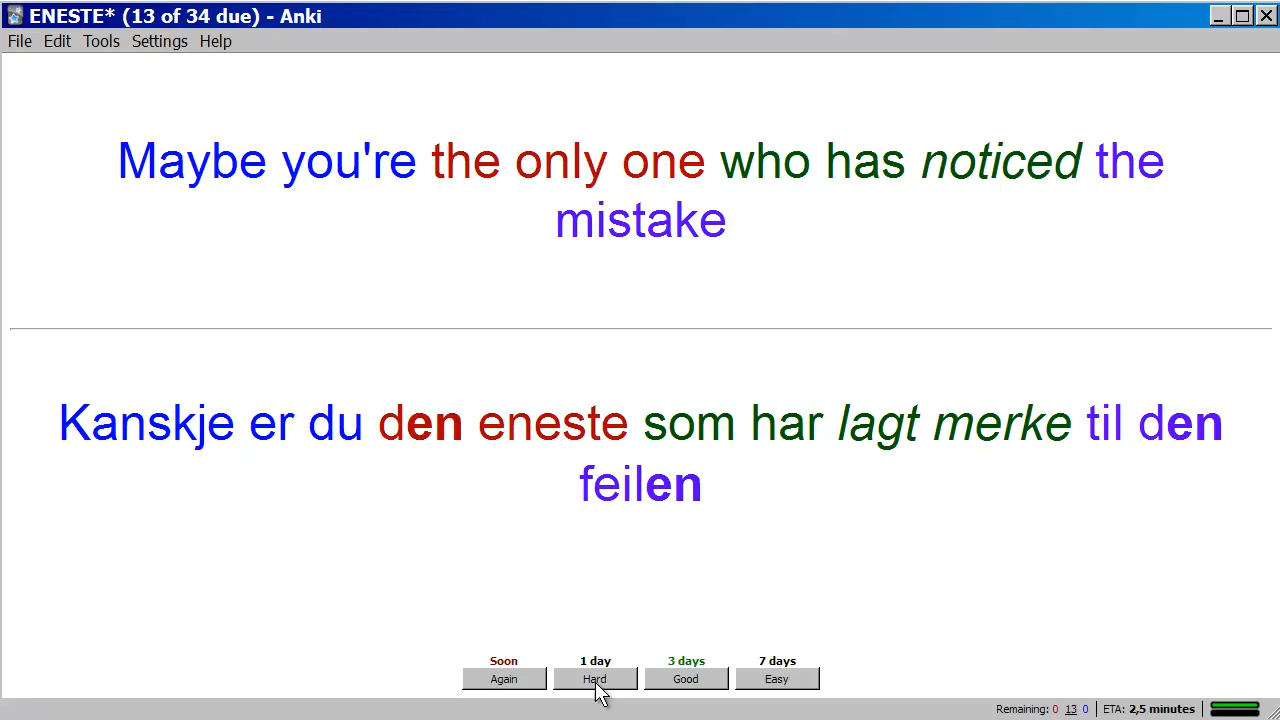 ENESTE* (13 of 34 due) - Anki
File Edit Tools Settings Help
Maybe you're the only one who has noticed the
mistake
Kanskje er du den eneste som har lagt merke til den
feilen
Soon 1 day 3 days 7 days
Again Hard Good Easy
Remaining: 0 13 0 ETA: 2,5 minutes